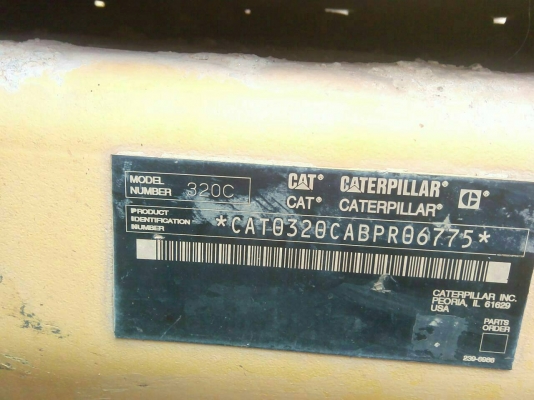 MODEL NUMBER 320C
CAT CATERPILLAR C
CAT® CATERPILLAR®
PRODUCT
IDENTIFICATION
NUMBER *CAT0320CABPR06775*
CATERPILLAR INC.
PEORIA, IL 61629
USA
PARTS
ORDER
239-5986